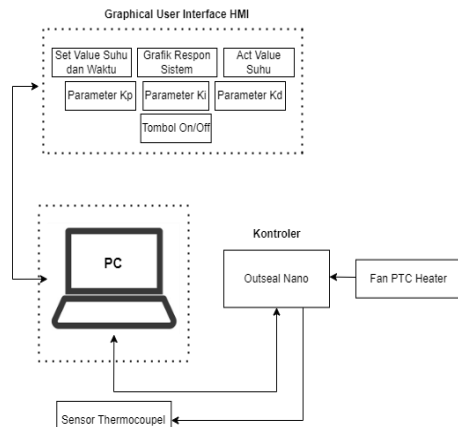 Graphical User Interface HMI
Set Value Suhu
dan Waktu
Grafik Respon
Sistem
Act Value
Suhu
Parameter Kp
Parameter Ki
Parameter Kd
Tombol On/Off
PC
Kontroler
Outseal Nano
Fan PTC Heater
Sensor Thermocoupel